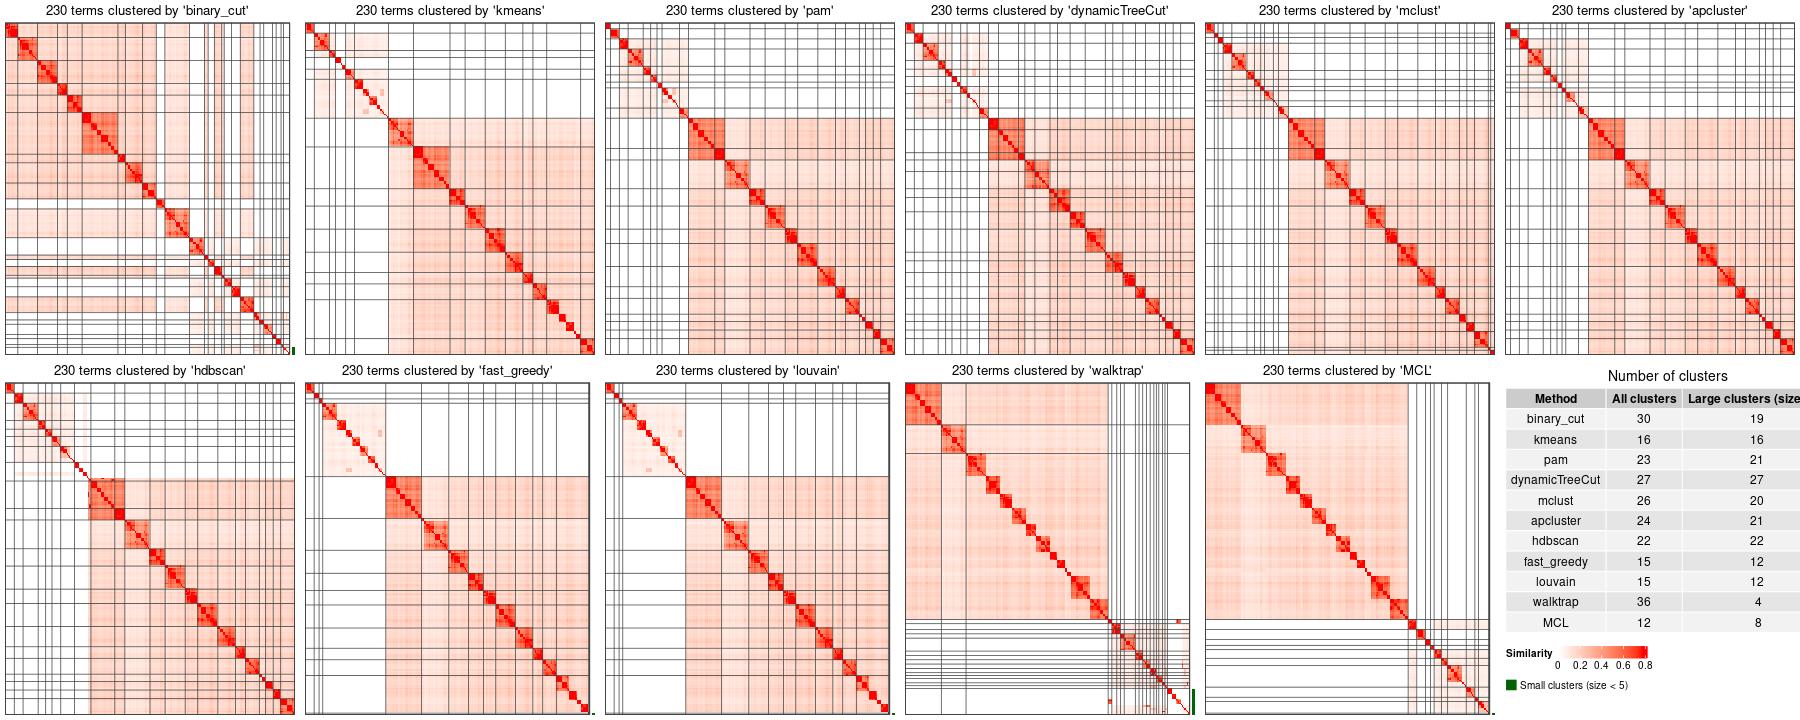 230 terms clustered by 'binary_cut'
230 terms clustered by 'kmeans'
230 terms clustered by 'pam'
230 terms clustered by 'dynamicTreeCut'
230 terms clustered by 'mclust'
230 terms clustered by 'apcluster'
230 terms clustered by 'hdbscan'
230 terms clustered by 'fast_greedy'
230 terms clustered by 'louvain'
230 terms clustered by 'walktrap'
230 terms clustered by 'MCL'
Number of clusters
Method All clusters Large clusters (size
binary_cut 30 19
kmeans 16 16
pam 23 21
dynamicTreeCut 27 27
mclust 26 20
apcluster 24 21
hdbscan 22 22
fast_greedy 15 12
louvain 15 12
walktrap 36 4
MCL 12 8
Similarity
0 0.2 0.4 0.6 0.8
Small clusters (size < 5)